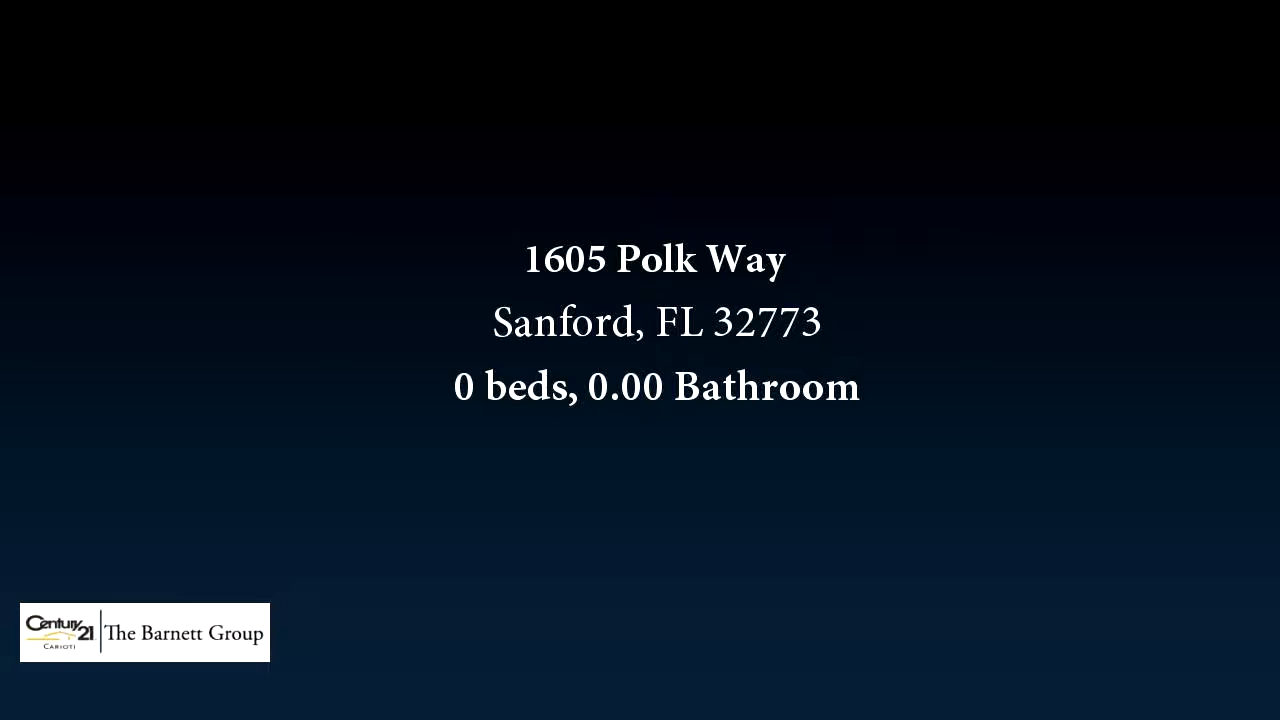 1605 Polk Way
Sanford, FL 32773
0 beds, 0.00 Bathroom
Century 21
CARIOTI
The Barnett Group